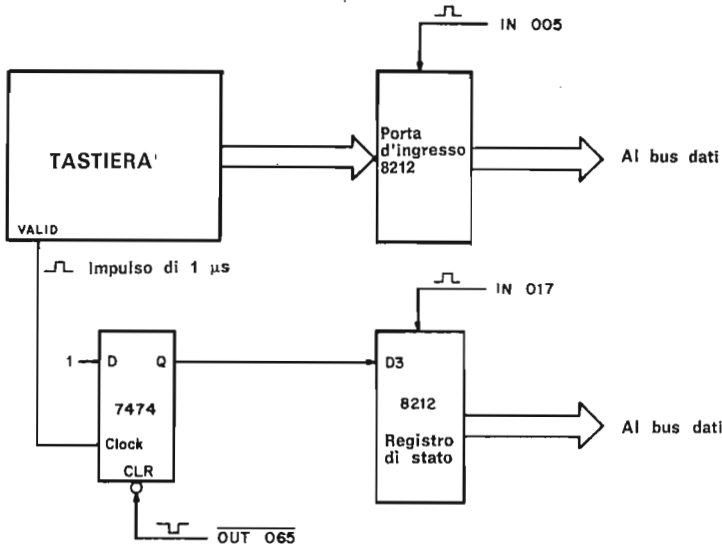 IN 005
TASTIERA'
VALID
Porta
d'ingresso
8212
Al bus dati
Impulso di 1 μs
IN 017
1
D
Q
7474
Clock
CLR
D3
8212
Registro
di stato
Al bus dati
OUT 065